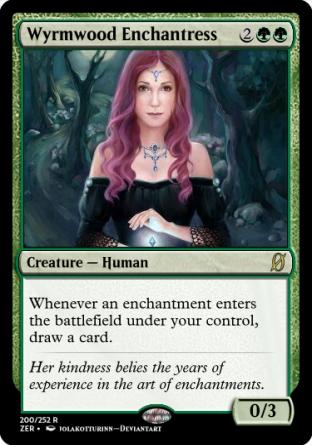 Wyrmwood Enchantress 2
Creature — Human
Whenever an enchantment enters
the battlefield under your control,
draw a card.
Her kindness belies the years of
experience in the art of enchantments.
0/3
200/252 R
ZER • JOLAKOTTURINN—DEVIANTART